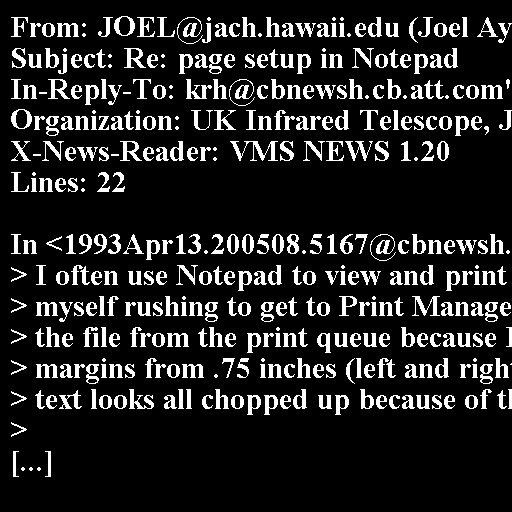 From: JOEL@jach.hawaii.edu (Joel Ay
Subject: Re: page setup in Notepad
In-Reply-To: krh@cbnewsh.cb.att.com'
Organization: UK Infrared Telescope, J
X-News-Reader: VMS NEWS 1.20
Lines: 22

In <1993Apr13.200508.5167@cbnewsh.
> I often use Notepad to view and print
> myself rushing to get to Print Manage
> the file from the print queue because
> margins from .75 inches (left and righ
> text looks all chopped up because of th
>
[...]